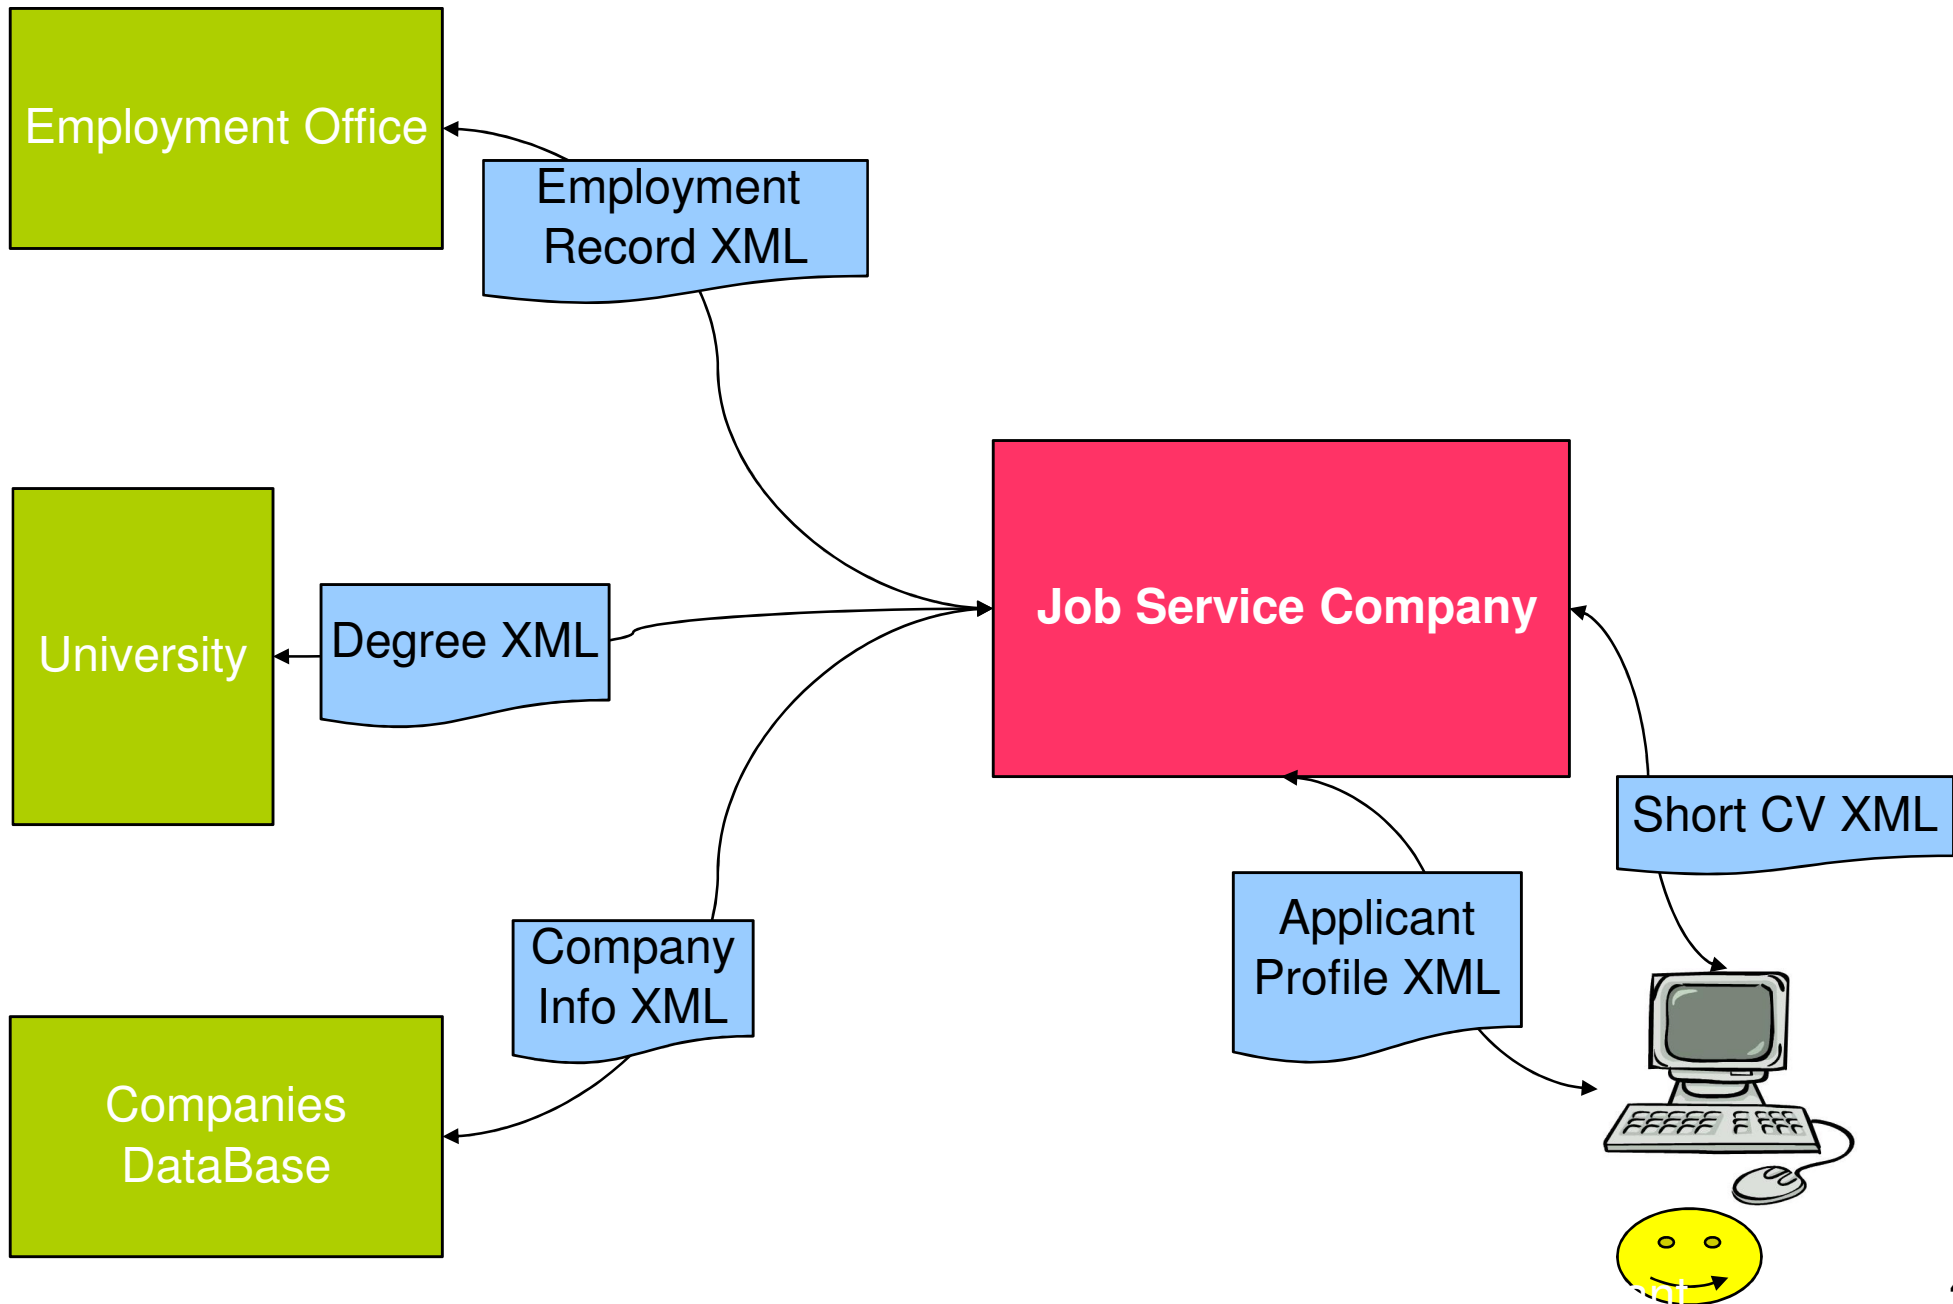 Employment Office
Employment
Record XML
Job Service Company
University
Degree XML
Short CV XML
Applicant
Profile XML
Company
Info XML
Companies
DataBase